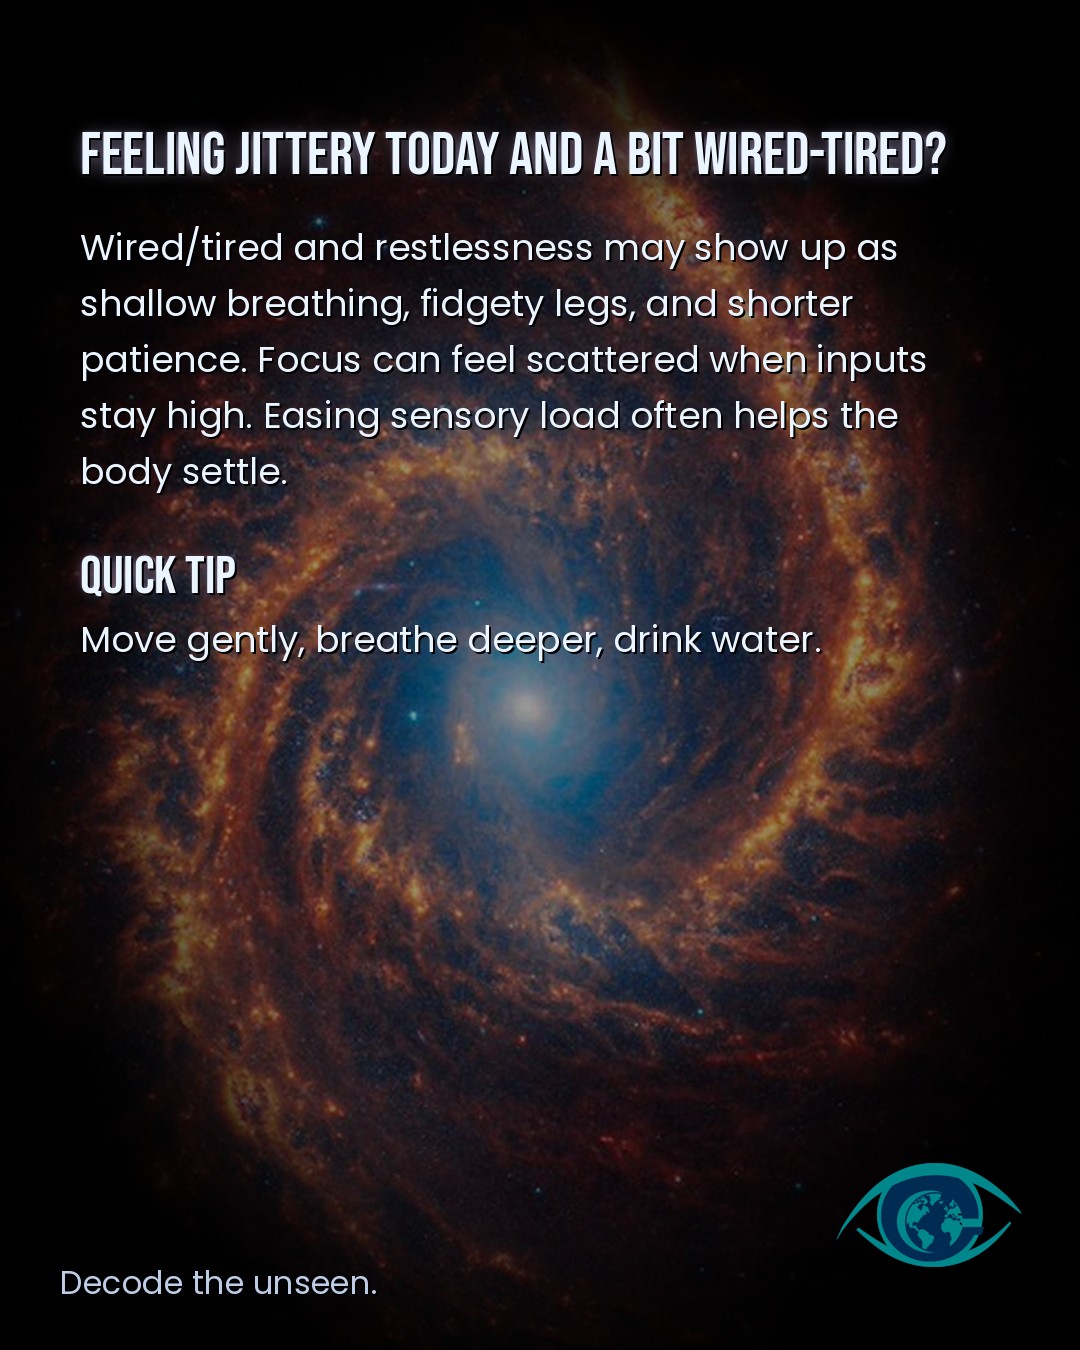 FEELING JITTERY TODAY AND A BIT WIRED-TIRED?
Wired/tired and restlessness may show up as
shallow breathing, fidgety legs, and shorter
patience. Focus can feel scattered when inputs
stay high. Easing sensory load often helps the
body settle.
QUICK TIP
Move gently, breathe deeper, drink water.
Decode the unseen.